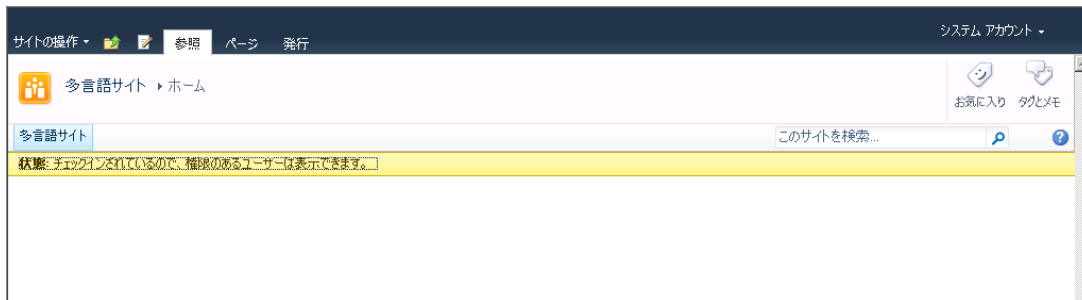 システム アカウント
サイトの操作 参照 ページ 発行
多言語サイト ホーム
お気に入り タグとメモ
多言語サイト このサイトを検索...
状態: チェックインされているので、権限のあるユーザーは表示できます。